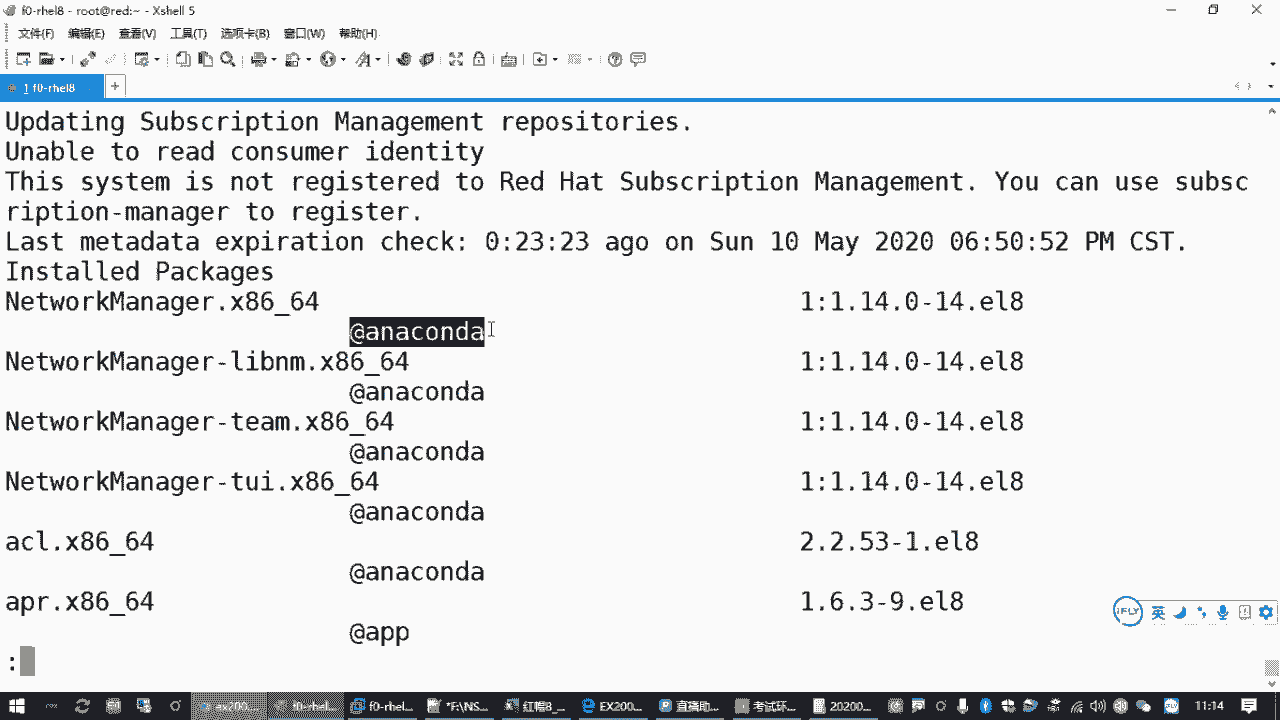 f0-rhel8 - root@red:~ - Xshell 5
文件(F) 编辑(E) 查看(V) 工具(T) 选项卡(B) 窗口(W) 帮助(H)
1 f0-rhel8 +
Updating Subscription Management repositories.
Unable to read consumer identity
This system is not registered to Red Hat Subscription Management. You can use subsc
ription-manager to register.
Last metadata expiration check: 0:23:23 ago on Sun 10 May 2020 06:50:52 PM CST.
Installed Packages
NetworkManager.x86_64 1:1.14.0-14.el8
@anaconda
NetworkManager-libnm.x86_64 1:1.14.0-14.el8
@anaconda
NetworkManager-team.x86_64 1:1.14.0-14.el8
@anaconda
NetworkManager-tui.x86_64 1:1.14.0-14.el8
@anaconda
acl.x86_64 2.2.53-1.el8
@anaconda
apr.x86_64 1.6.3-9.el8
iFLY 英
@app
:
ex200... f0-rh... f0-rhel... *F:\NS... 红帽8_... EX200... 直播助... 考试环... 20200... 11:14